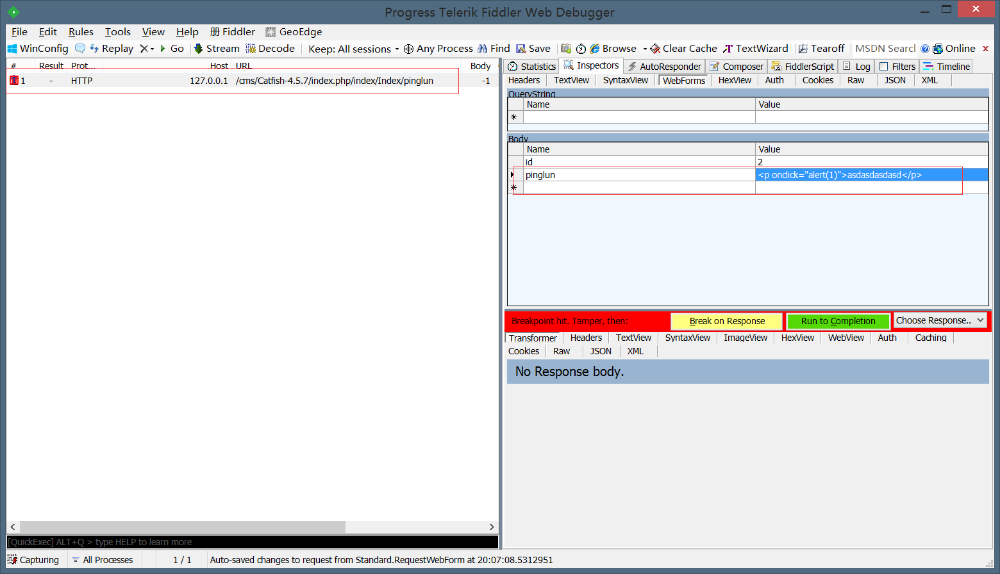 Progress Telerik Fiddler Web Debugger
File Edit Rules Tools View Help 册 Fiddler GeoEdge
WinConfig Replay Go Stream Decode Keep: All sessions Any Process Find Save Browse Clear Cache TextWizard Tearoff MSDN Searcl Online
# Result Prot... Host URL Body
1 - HTTP 127.0.0.1 /cms/Catfish-4.5.7/index.php/index/Index/pinglun -1
Statistics Inspectors AutoResponder Composer FiddlerScript Log Filters Timeline
Headers TextView SyntaxView WebForms HexView Auth Cookies Raw JSON XML
QueryString
Name Value
Body
Name Value
id 2
pinglun <p onclick="alert(1)">asdasdasdasd</p>
Breakpoint hit. Tamper, then: Break on Response Run to Completion Choose Response..
Transformer Headers TextView SyntaxView ImageView HexView WebView Auth Caching
Cookies Raw JSON XML
No Response body.
[QuickExec] ALT+Q > type HELP to learn more
Capturing All Processes 1 / 1 Auto-saved changes to request from Standard.RequestWebForm at 20:07:08.5312951